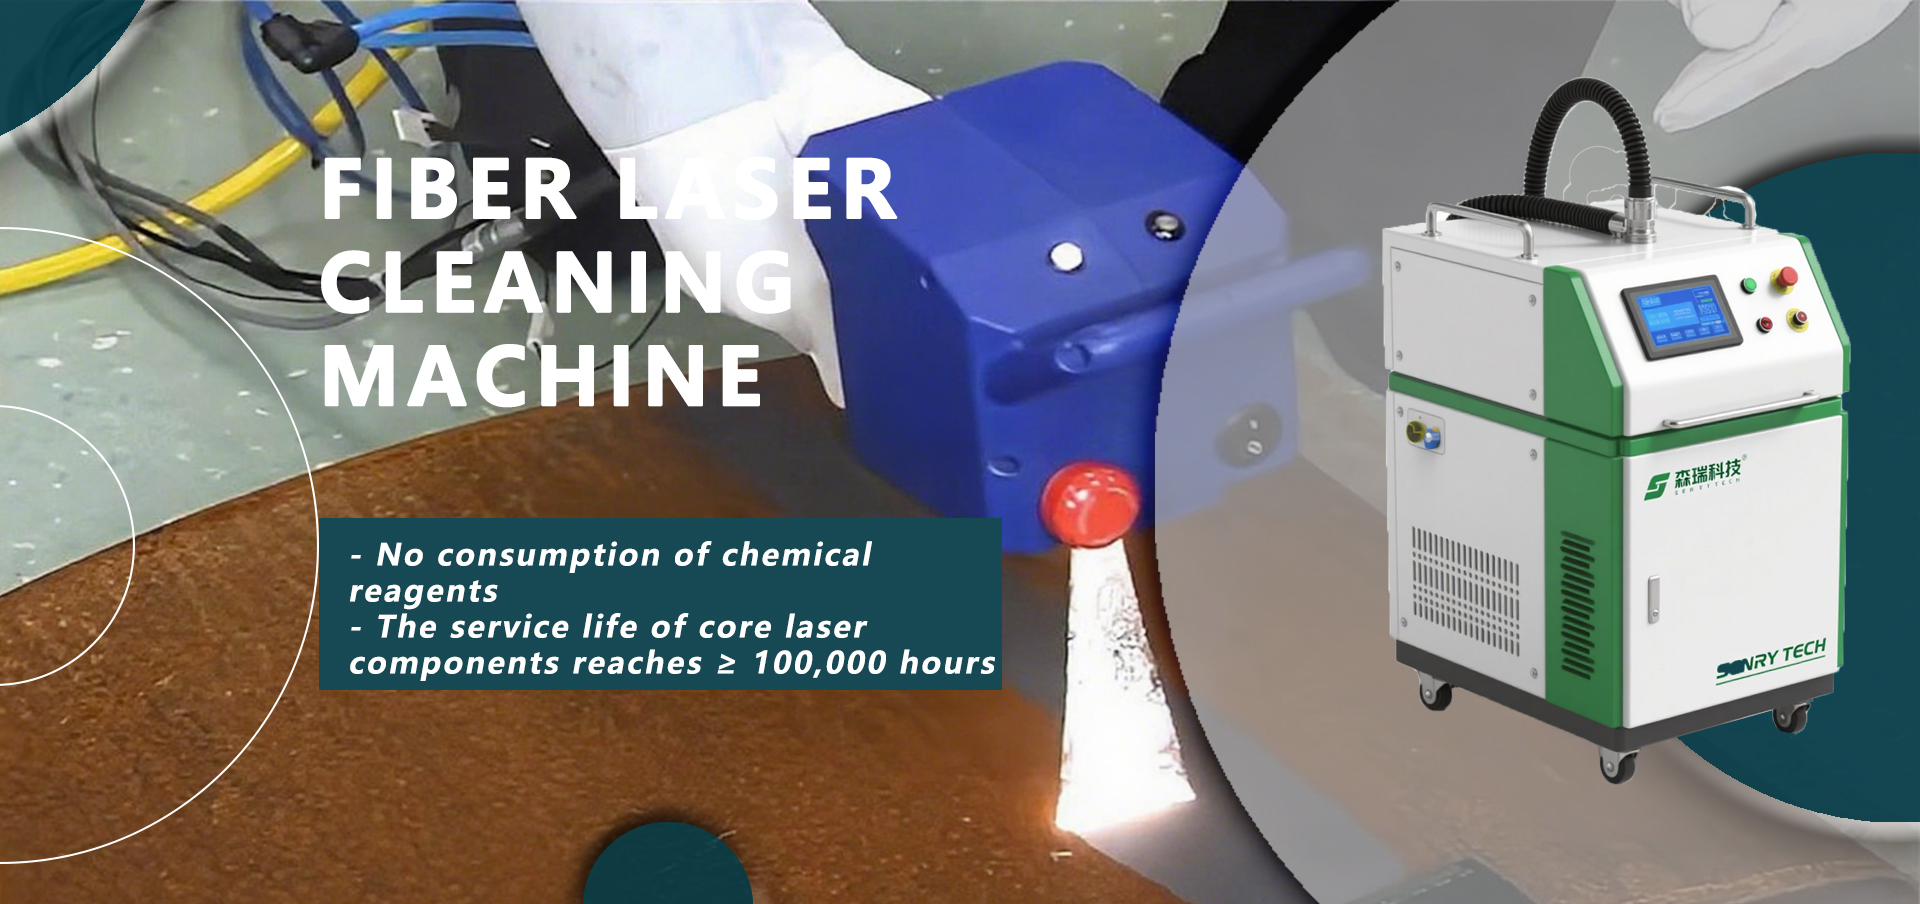 FIBER LASER
CLEANING
MACHINE
- No consumption of chemical
reagents
- The service life of core laser
components reaches ≥ 100,000 hours
森瑞科技
SENRY TECH